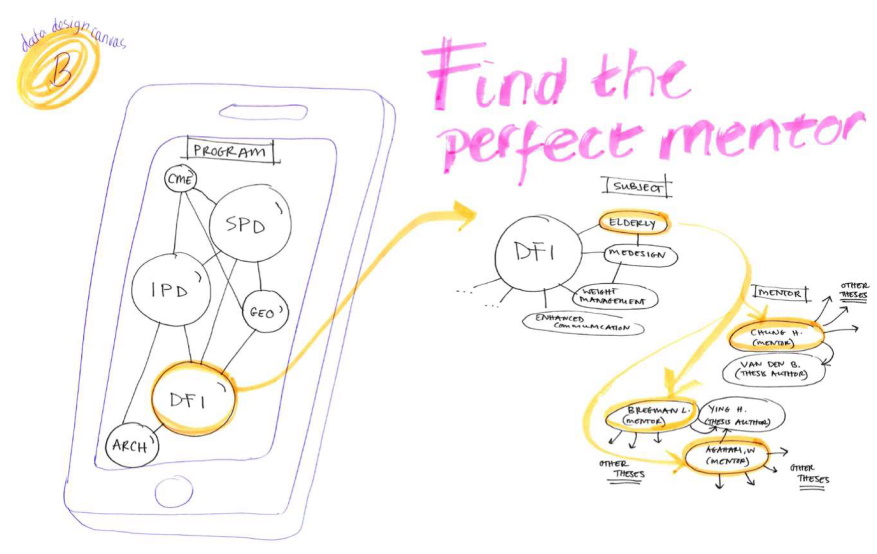 data design canvas
B
Find the
perfect mentor
PROGRAM
CME
SPD
IPD
GEO
DFI
ARCH
SUBJECT
DFI
ELDERLY
MEDESIGN
WEIGHT
MANAGEMENT
ENHANCED
COMMUNICATION
MENTOR
OTHER
THESES
CHUNG H.
(MENTOR)
VAN DEN B.
(THESIS AUTHOR)
BREGMAN L.
(MENTOR)
YING H.
(THESIS AUTHOR)
AGAHARI, W
(MENTOR)
OTHER
THESES
OTHER
THESES